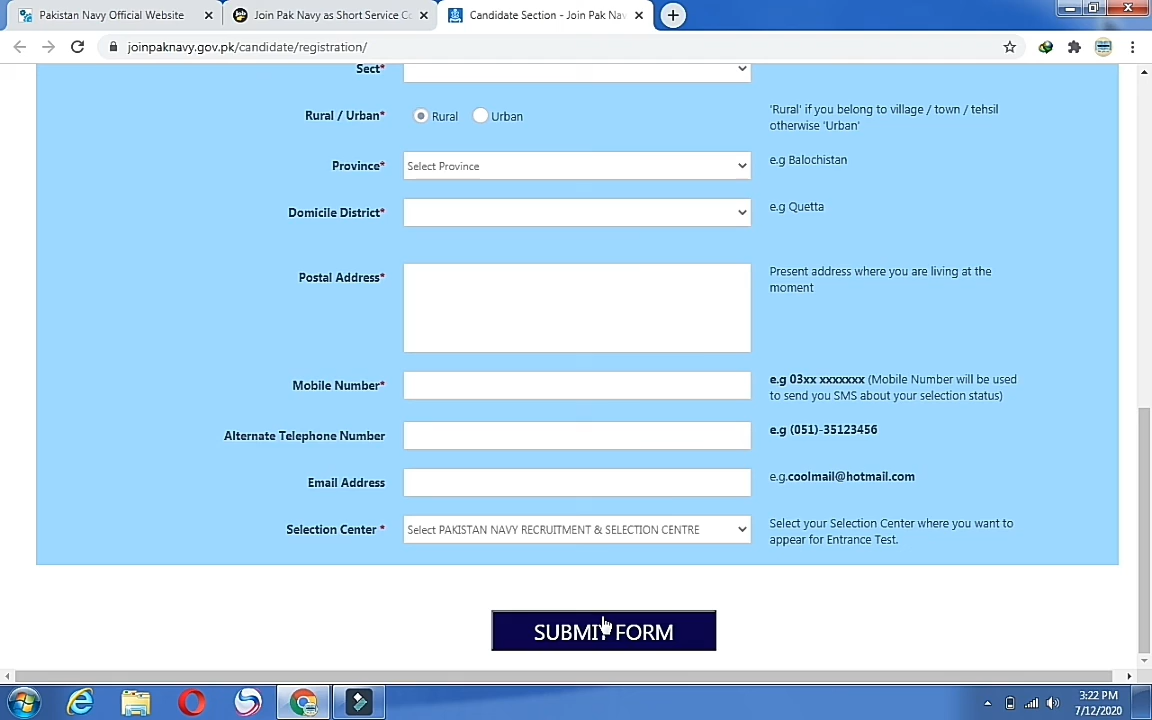 Pakistan Navy Official Website
Join Pak Navy as Short Service Co
Candidate Section - Join Pak Nav
joinpaknavy.gov.pk/candidate/registration/
Sect*
Rural / Urban*
Rural
Urban
'Rural' if you belong to village / town / tehsil
otherwise 'Urban'
Province*
Select Province
e.g Balochistan
Domicile District*
e.g Quetta
Postal Address*
Present address where you are living at the
moment
Mobile Number*
e.g 03xx xxxxxxx (Mobile Number will be used
to send you SMS about your selection status)
Alternate Telephone Number
e.g (051)-35123456
Email Address
e.g.coolmail@hotmail.com
Selection Center *
Select PAKISTAN NAVY RECRUITMENT & SELECTION CENTRE
Select your Selection Center where you want to
appear for Entrance Test.
SUBMIT FORM
3:22 PM
7/12/2020